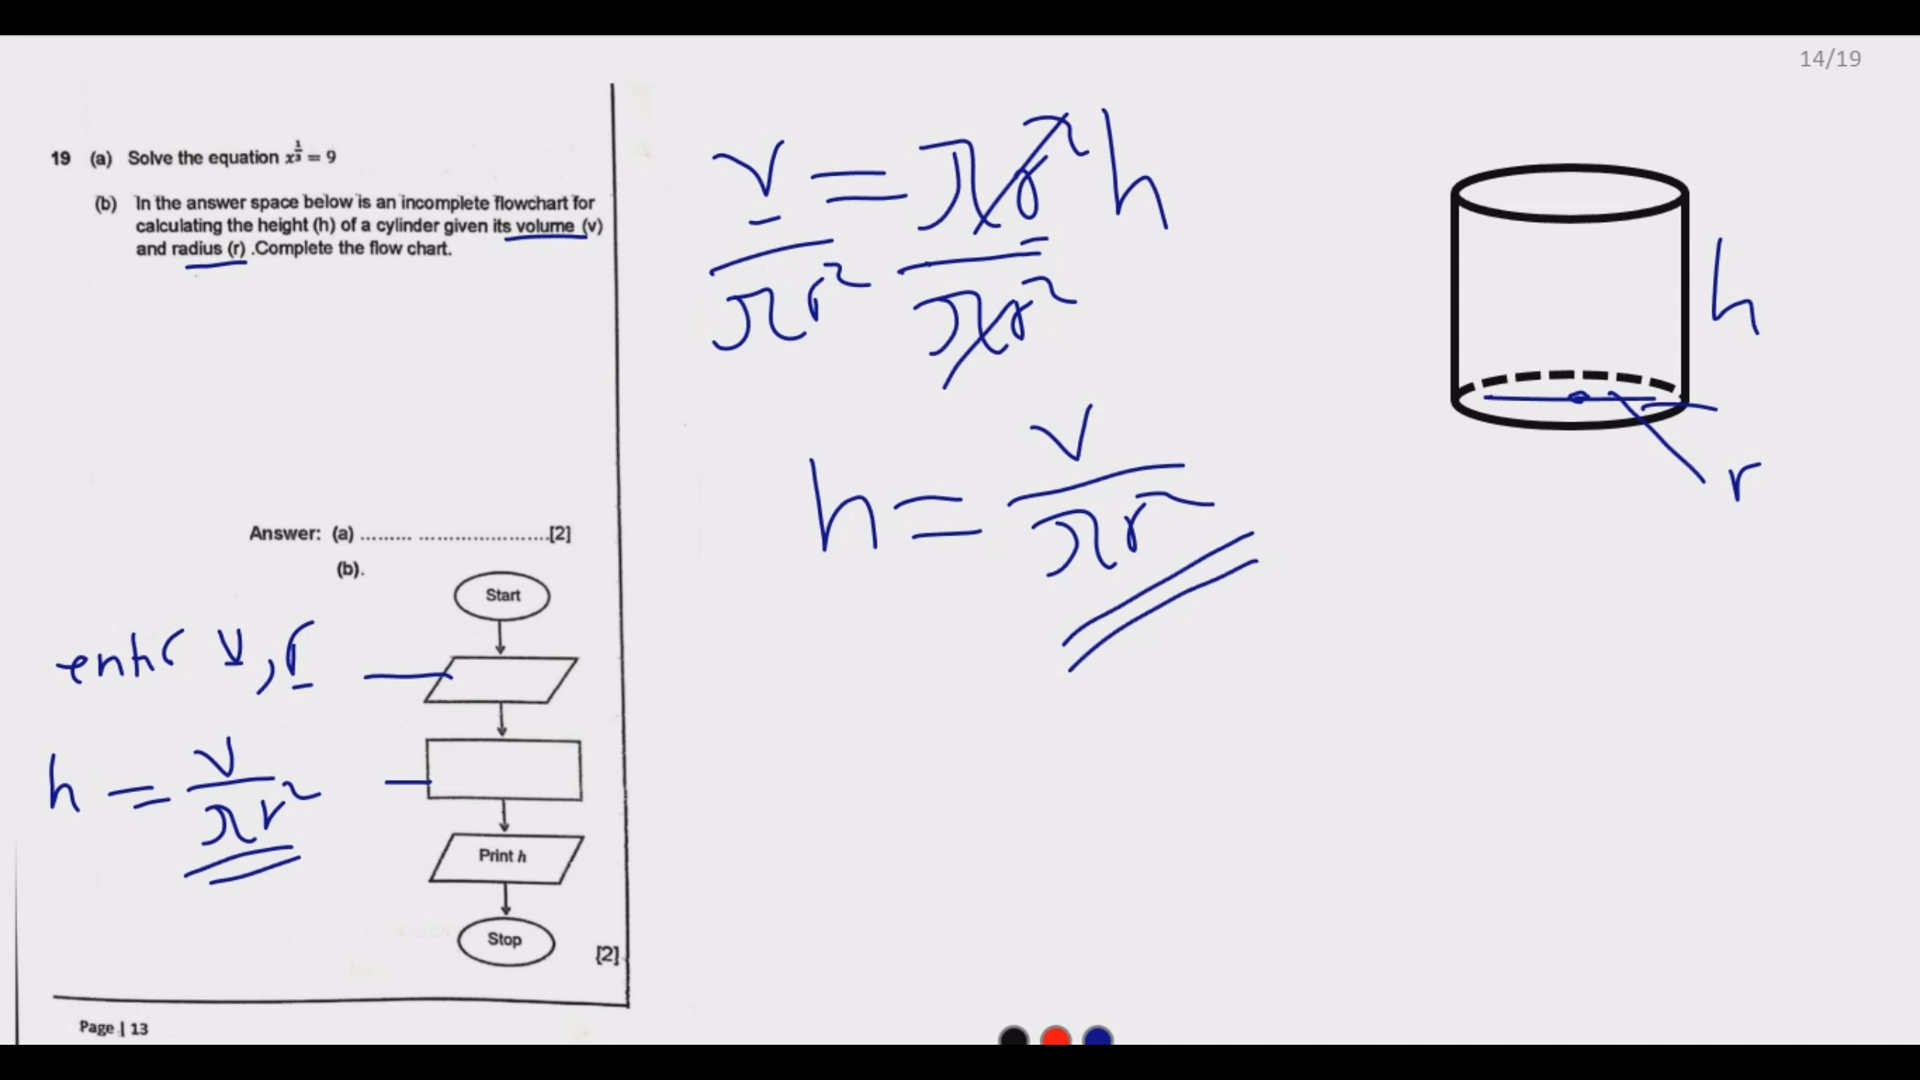 14/19
19 (a) Solve the equation x^{1/3} = 9
(b) In the answer space below is an incomplete flowchart for
calculating the height (h) of a cylinder given its volume (v)
and radius (r) .Complete the flow chart.
Answer: (a) ......... .......................[2]
(b).
Start
Print h
Stop
[2]
Page | 13
v = πr²h
πr² πr²
h = v
πr²
h
r
entr v, r
h = v
πr²